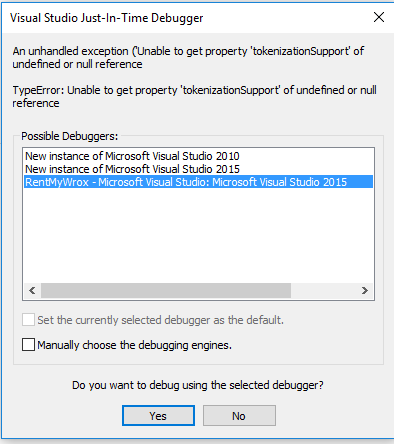 Visual Studio Just-In-Time Debugger
An unhandled exception ('Unable to get property 'tokenizationSupport' of
undefined or null reference
TypeError: Unable to get property 'tokenizationSupport' of undefined or null
reference
Possible Debuggers:
New instance of Microsoft Visual Studio 2010
New instance of Microsoft Visual Studio 2015
RentMyWrox - Microsoft Visual Studio: Microsoft Visual Studio 2015
Set the currently selected debugger as the default.
Manually choose the debugging engines.
Do you want to debug using the selected debugger?
Yes
No